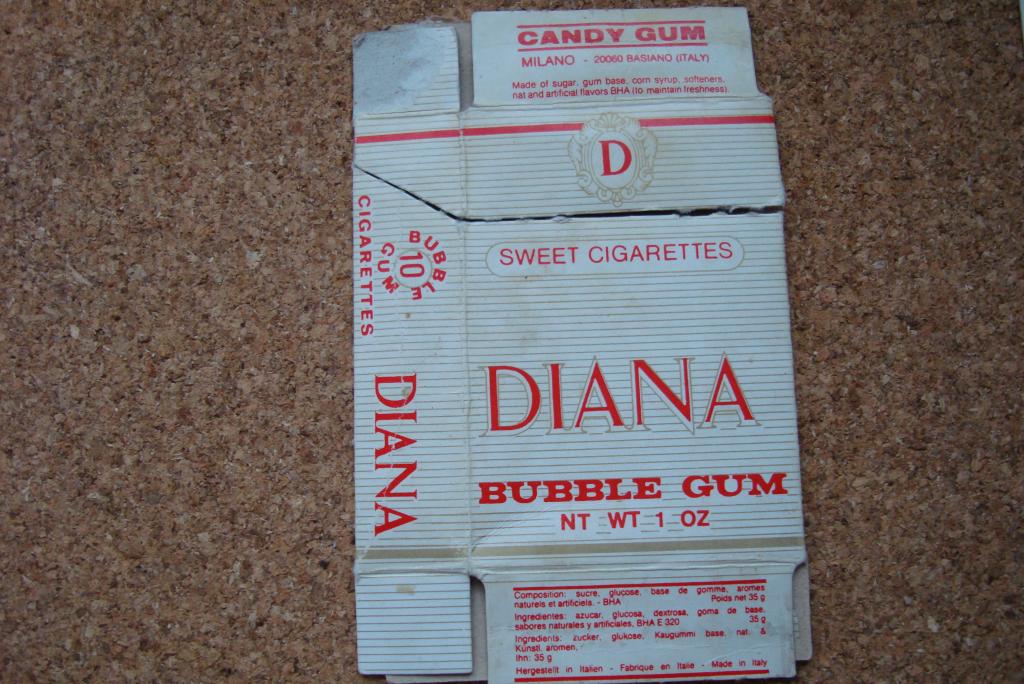 CANDY GUM
MILANO - 20060 BASIANO (ITALY)
Made of sugar, gum base, corn syrup, softeners,
nat and artificial flavors BHA (to maintain freshness).
D
SWEET CIGARETTES
DIANA
BUBBLE GUM
NT WT 1 OZ
CIGARETTES
BUBBLE GUM
10
DIANA
Composition: sucre, glucose, base de gomme, aromes
naturels et artificiels. - BHA Poids net 35 g
Ingredientes: azucar, glucosa, dextrosa, goma de base,
sabores naturales y artificiales, BHA E 320 35 g
Ingredients: zucker, glukose, Kaugummi base, nat. &
Künstl. aromen,
Ihn: 35 g
Hergestellt in Italien - Fabrique en Italie - Made in Italy